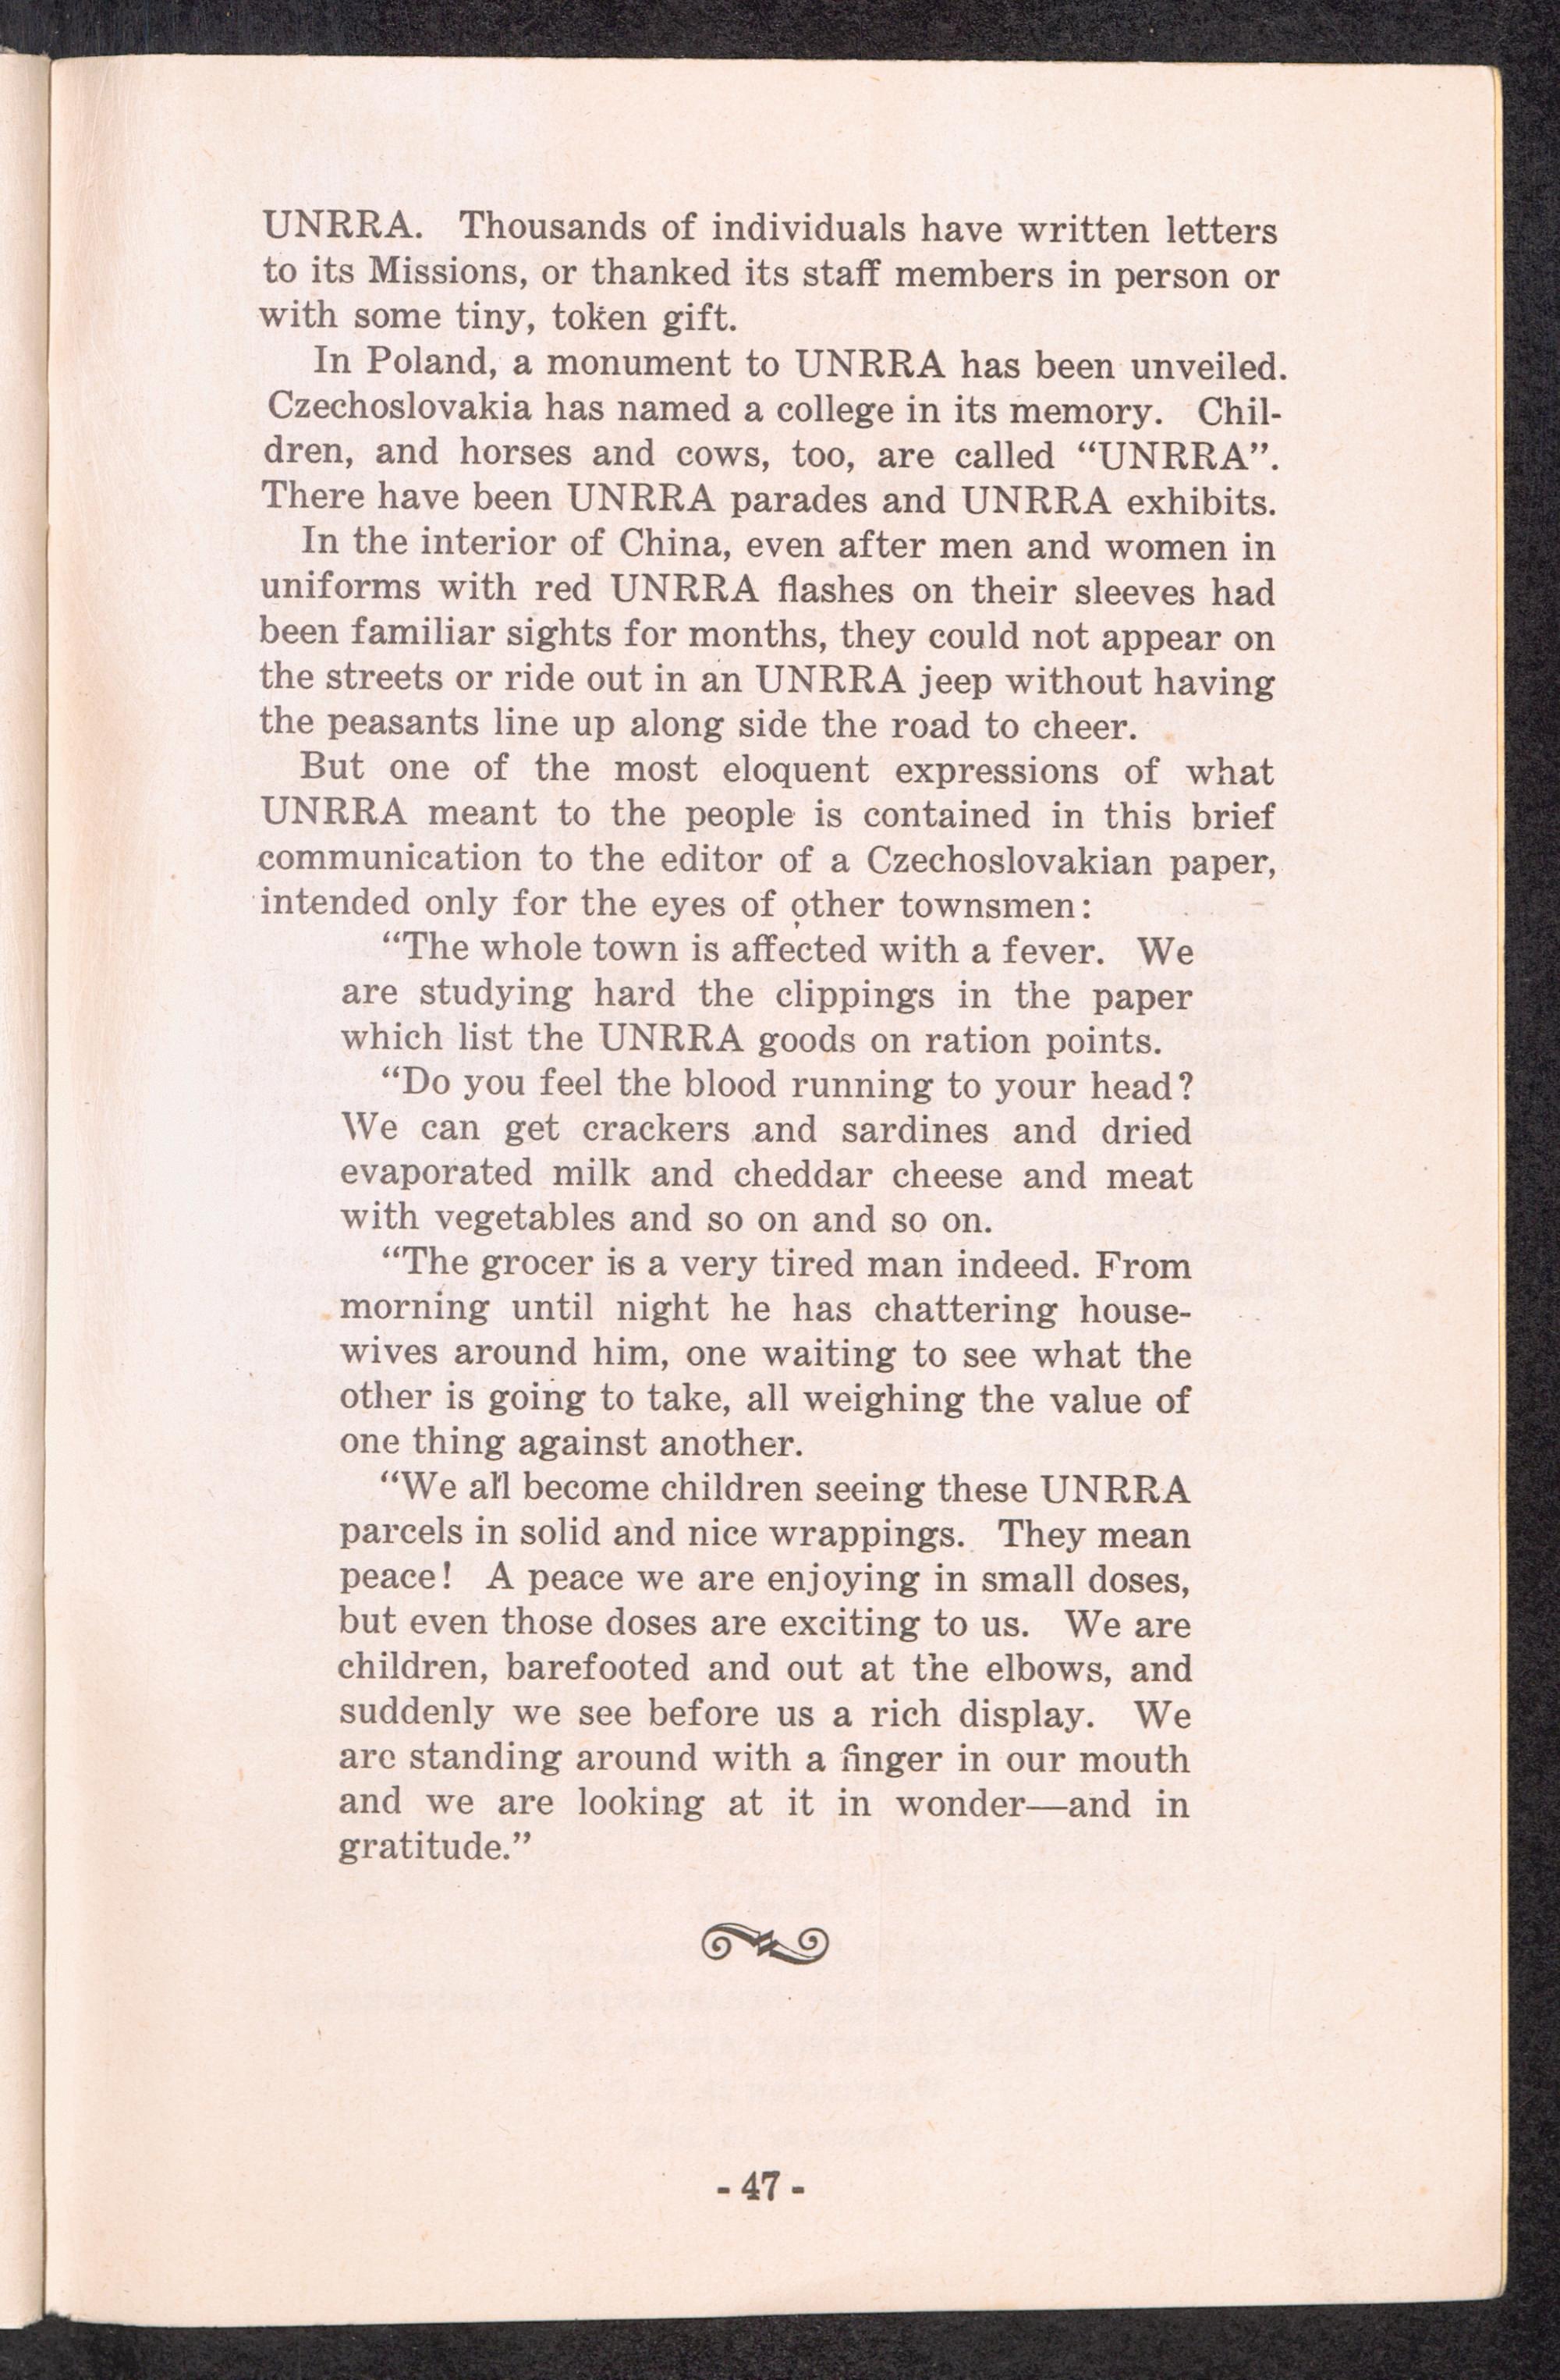 UNRRA. Thousands of individuals have written letters
to its Missions, or thanked its staff members in person or
with some tiny, token gift.
In Poland, a monument to UNRRA has been unveiled.
Czechoslovakia has named a college in its memory. Chil-
dren, and horses and cows, too, are called “UNRRA”.
There have been UNRRA parades and UNRRA exhibits.
In the interior of China, even after men and women in
uniforms with red UNRRA flashes on their sleeves had
been familiar sights for months, they could not appear on
the streets or ride out in an UNRRA jeep without having
the peasants line up along side the road to cheer.
But one of the most eloquent expressions of what
UNRRA meant to the people is contained in this brief
communication to the editor of a Czechoslovakian paper,
intended only for the eyes of other townsmen:
“The whole town is affected with a fever. We
are studying hard the clippings in the paper
which list the UNRRA goods on ration points.
“Do you feel the blood running to your head?
We can get crackers and sardines and dried
evaporated milk and cheddar cheese and meat
with vegetables and so on and so on.
“The grocer is a very tired man indeed. From
morning until night he has chattering house-
wives around him, one waiting to see what the
other is going to take, all weighing the value of
one thing against another.
“We all become children seeing these UNRRA
parcels in solid and nice wrappings. They mean
peace! A peace we are enjoying in small doses,
but even those doses are exciting to us. We are
children, barefooted and out at the elbows, and
suddenly we see before us a rich display. We
are standing around with a finger in our mouth
and we are looking at it in wonder—and in
gratitude.”
- 47 -